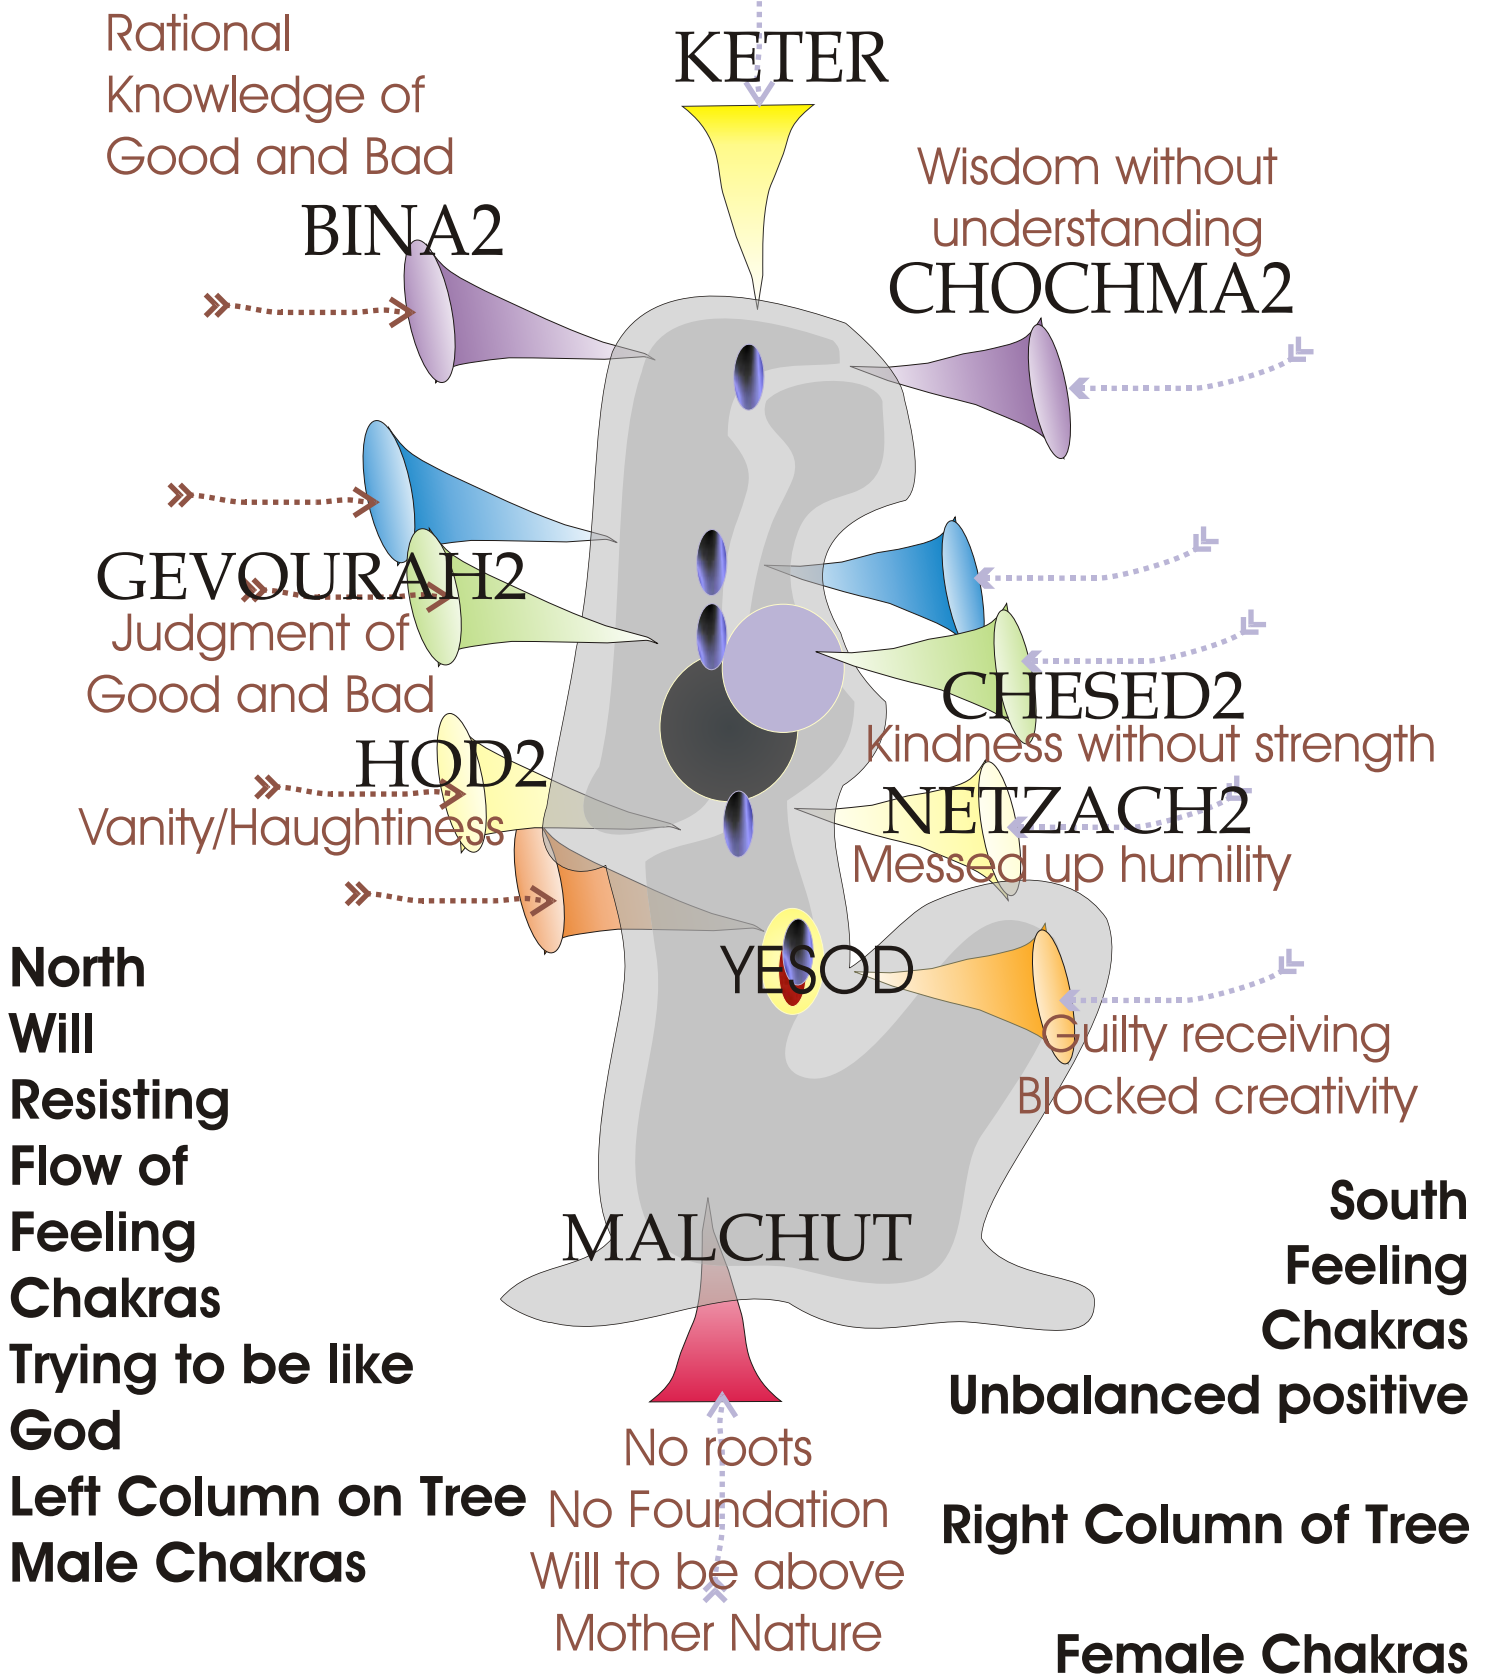 Rational
Knowledge of
Good and Bad
KETER
Wisdom without
understanding
BINA2
CHOCHMA2
GEVOURAH2
Judgment of
Good and Bad
CHESED2
Kindness without strength
HOD2
Vanity/Haughtiness
NETZACH2
Messed up humility
YESOD
Guilty receiving
Blocked creativity
North
Will
Resisting
Flow of
Feeling
Chakras
Trying to be like
God
Left Column on Tree
Male Chakras
MALCHUT
No roots
No Foundation
Will to be above
Mother Nature
South
Feeling
Chakras
Unbalanced positive
Right Column of Tree
Female Chakras